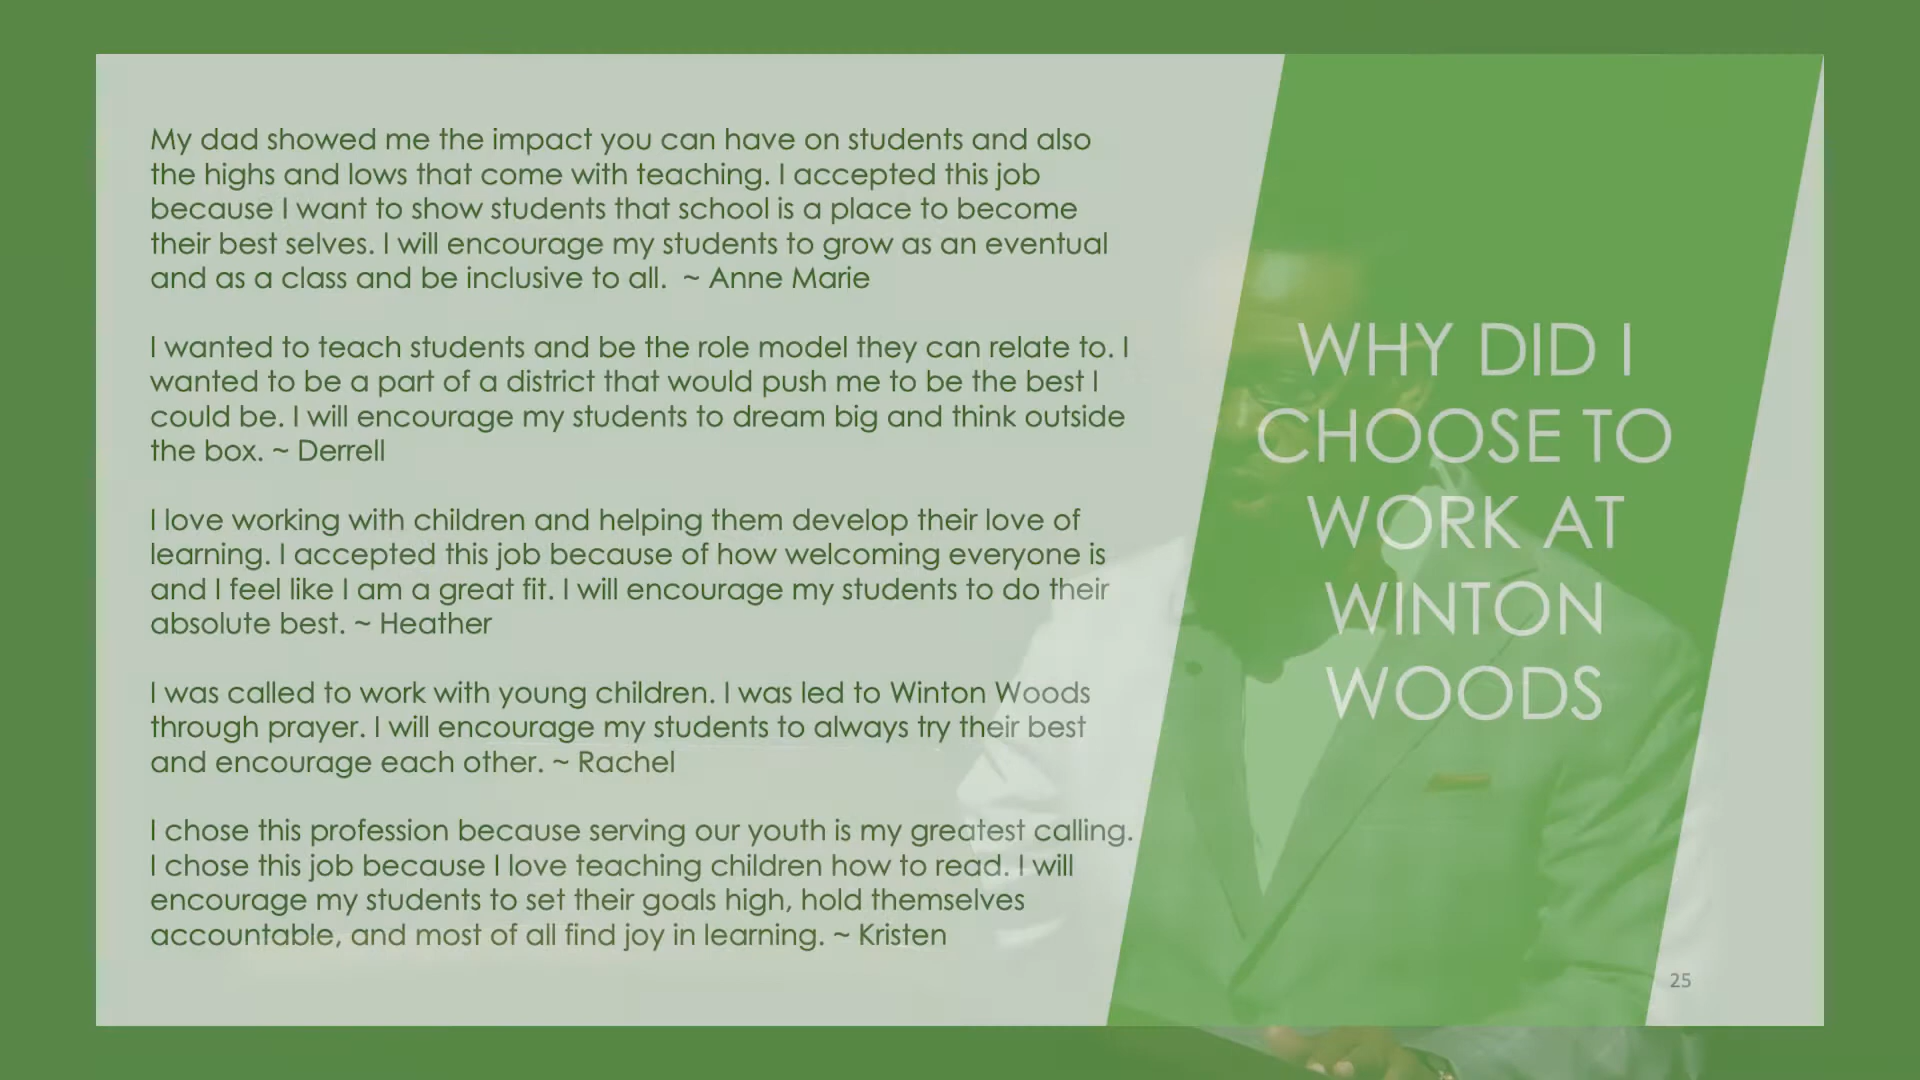 My dad showed me the impact you can have on students and also
the highs and lows that come with teaching. I accepted this job
because I want to show students that school is a place to become
their best selves. I will encourage my students to grow as an eventual
and as a class and be inclusive to all.  ~ Anne Marie
I wanted to teach students and be the role model they can relate to. I
wanted to be a part of a district that would push me to be the best I
could be. I will encourage my students to dream big and think outside
the box. ~ Derrell
I love working with children and helping them develop their love of
learning. I accepted this job because of how welcoming everyone is
and I feel like I am a great fit. I will encourage my students to do their
absolute best. ~ Heather
I was called to work with young children. I was led to Winton Woods
through prayer. I will encourage my students to always try their best
and encourage each other. ~ Rachel
I chose this profession because serving our youth is my greatest calling.
I chose this job because I love teaching children how to read. I will
encourage my students to set their goals high, hold themselves
accountable, and most of all find joy in learning. ~ Kristen
WHY DID I
CHOOSE TO
WORK AT
WINTON
WOODS
25